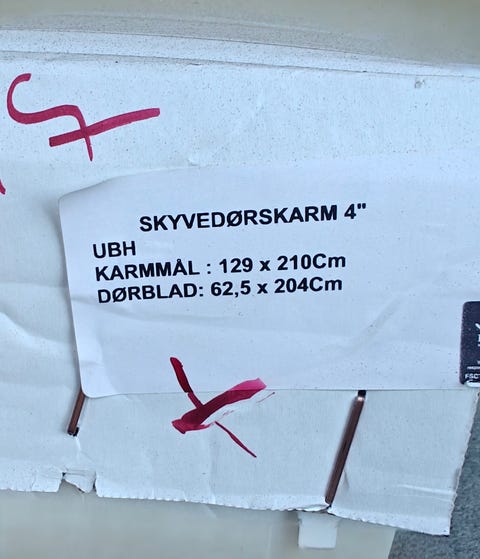 SKYVEDØRSKARM 4"
UBH
KARMMÅL : 129 x 210Cm
DØRBLAD: 62,5 x 204Cm